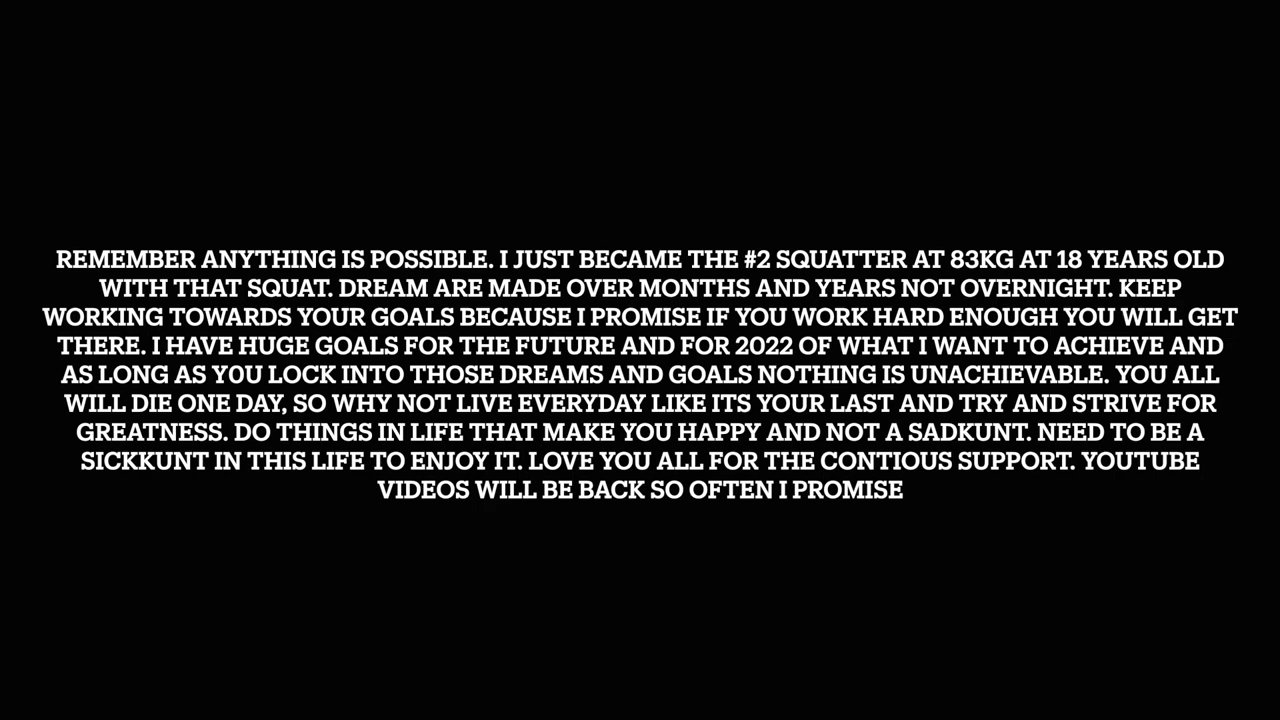 REMEMBER ANYTHING IS POSSIBLE. I JUST BECAME THE #2 SQUATTER AT 83KG AT 18 YEARS OLD
WITH THAT SQUAT. DREAM ARE MADE OVER MONTHS AND YEARS NOT OVERNIGHT. KEEP
WORKING TOWARDS YOUR GOALS BECAUSE I PROMISE IF YOU WORK HARD ENOUGH YOU WILL GET
THERE. I HAVE HUGE GOALS FOR THE FUTURE AND FOR 2022 OF WHAT I WANT TO ACHIEVE AND
AS LONG AS Y0U LOCK INTO THOSE DREAMS AND GOALS NOTHING IS UNACHIEVABLE. YOU ALL
WILL DIE ONE DAY, SO WHY NOT LIVE EVERYDAY LIKE ITS YOUR LAST AND TRY AND STRIVE FOR
GREATNESS. DO THINGS IN LIFE THAT MAKE YOU HAPPY AND NOT A SADKUNT. NEED TO BE A
SICKKUNT IN THIS LIFE TO ENJOY IT. LOVE YOU ALL FOR THE CONTIOUS SUPPORT. YOUTUBE
VIDEOS WILL BE BACK SO OFTEN I PROMISE